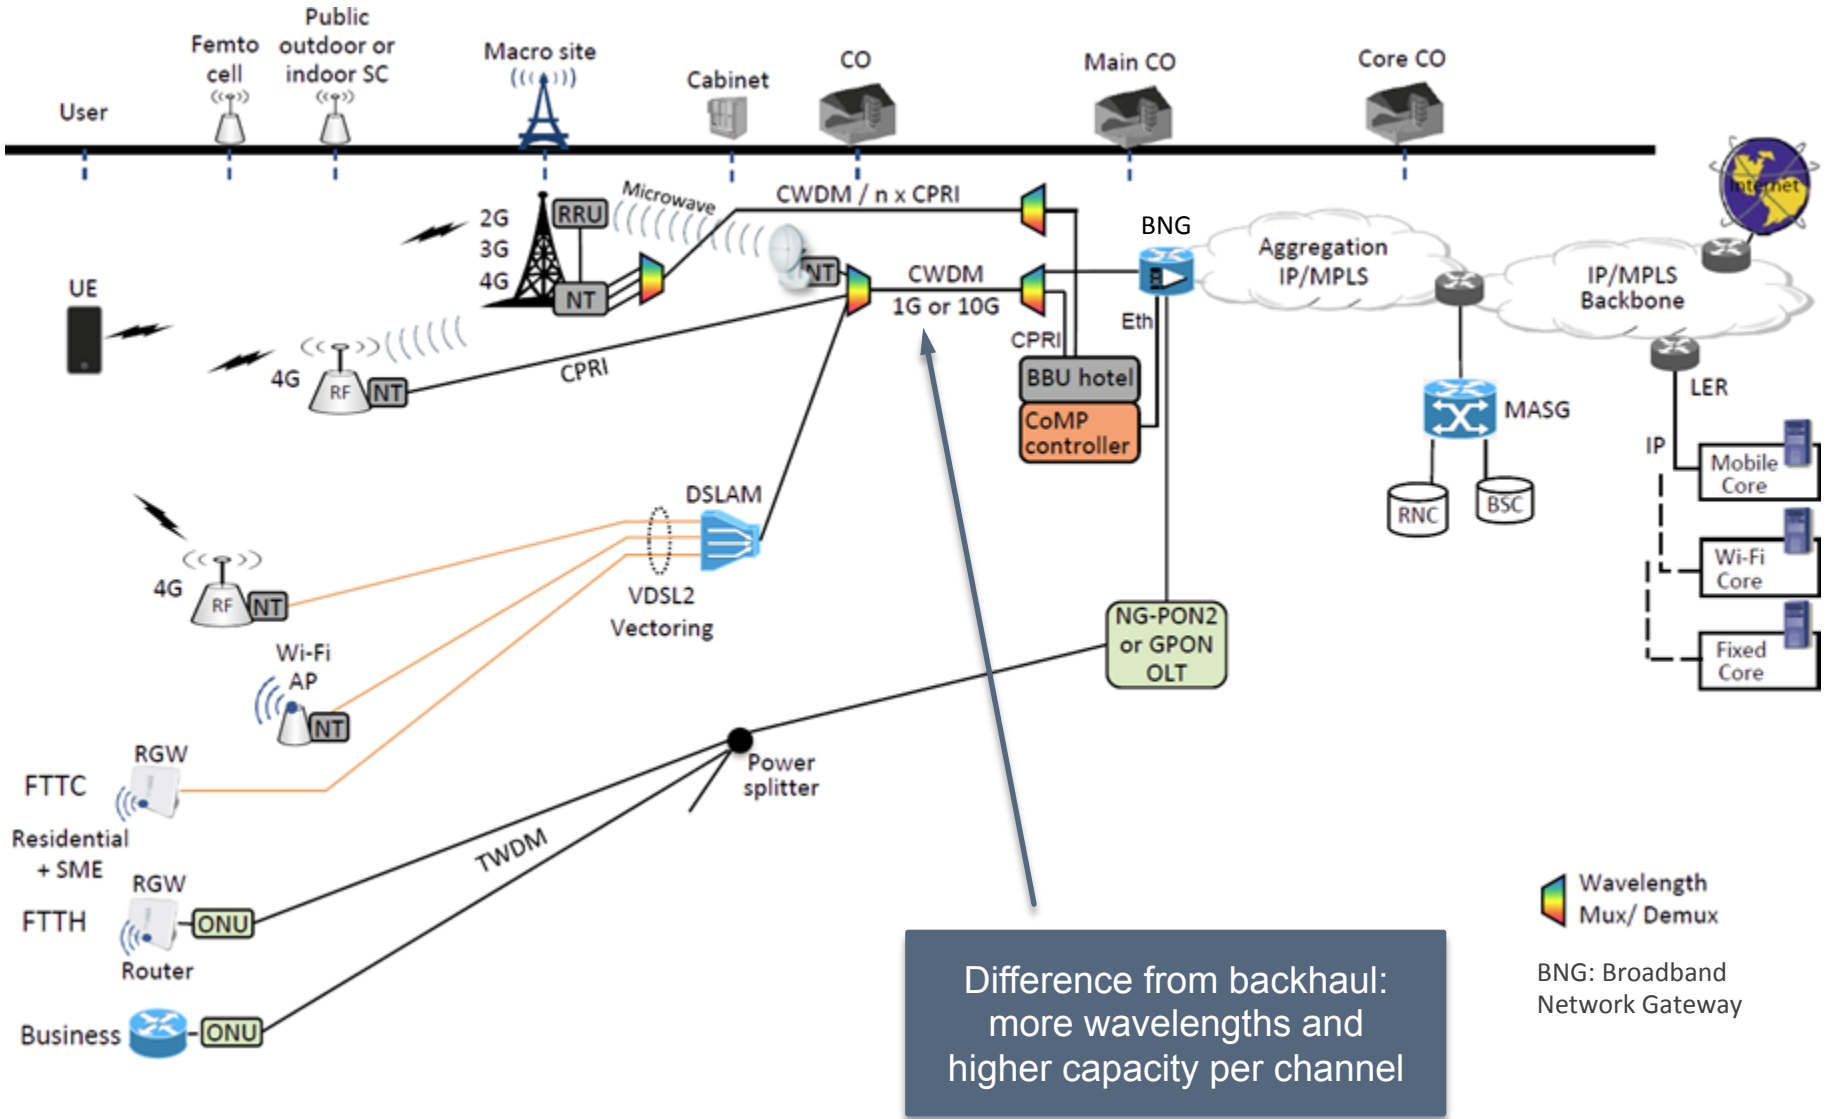 User
Femto
cell
Public
outdoor or
indoor SC
Macro site
Cabinet
CO
Main CO
Core CO
Internet
2G
3G
4G
RRU
NT
Microwave
CWDM / n x CPRI
NT
CWDM
1G or 10G
BNG
Aggregation
IP/MPLS
IP/MPLS
Backbone
UE
4G
RF
NT
CPRI
CPRI
Eth
BBU hotel
CoMP
controller
MASG
RNC
BSC
LER
IP
Mobile
Core
Wi-Fi
Core
Fixed
Core
DSLAM
VDSL2
Vectoring
4G
RF
NT
Wi-Fi
AP
NT
NG-PON2
or GPON
OLT
Power
splitter
TWDM
FTTC
RGW
Residential
+ SME
RGW
FTTH
ONU
Router
Business
ONU
Difference from backhaul:
more wavelengths and
higher capacity per channel
Wavelength
Mux/ Demux
BNG: Broadband
Network Gateway